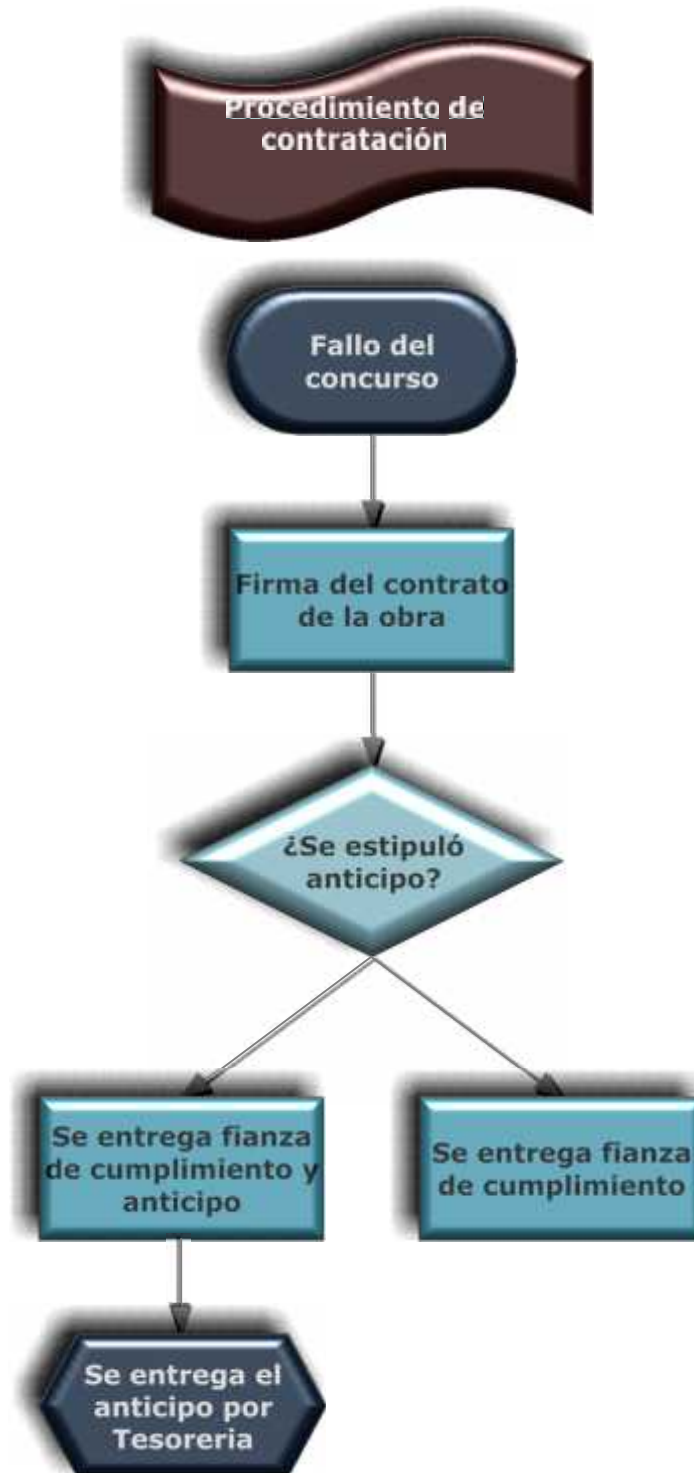 Procedimiento de
contratación
Fallo del
concurso
Firma del contrato
de la obra
¿Se estipuló
anticipo?
Se entrega fianza
de cumplimiento y
anticipo
Se entrega fianza
de cumplimiento
Se entrega el
anticipo por
Tesoreria